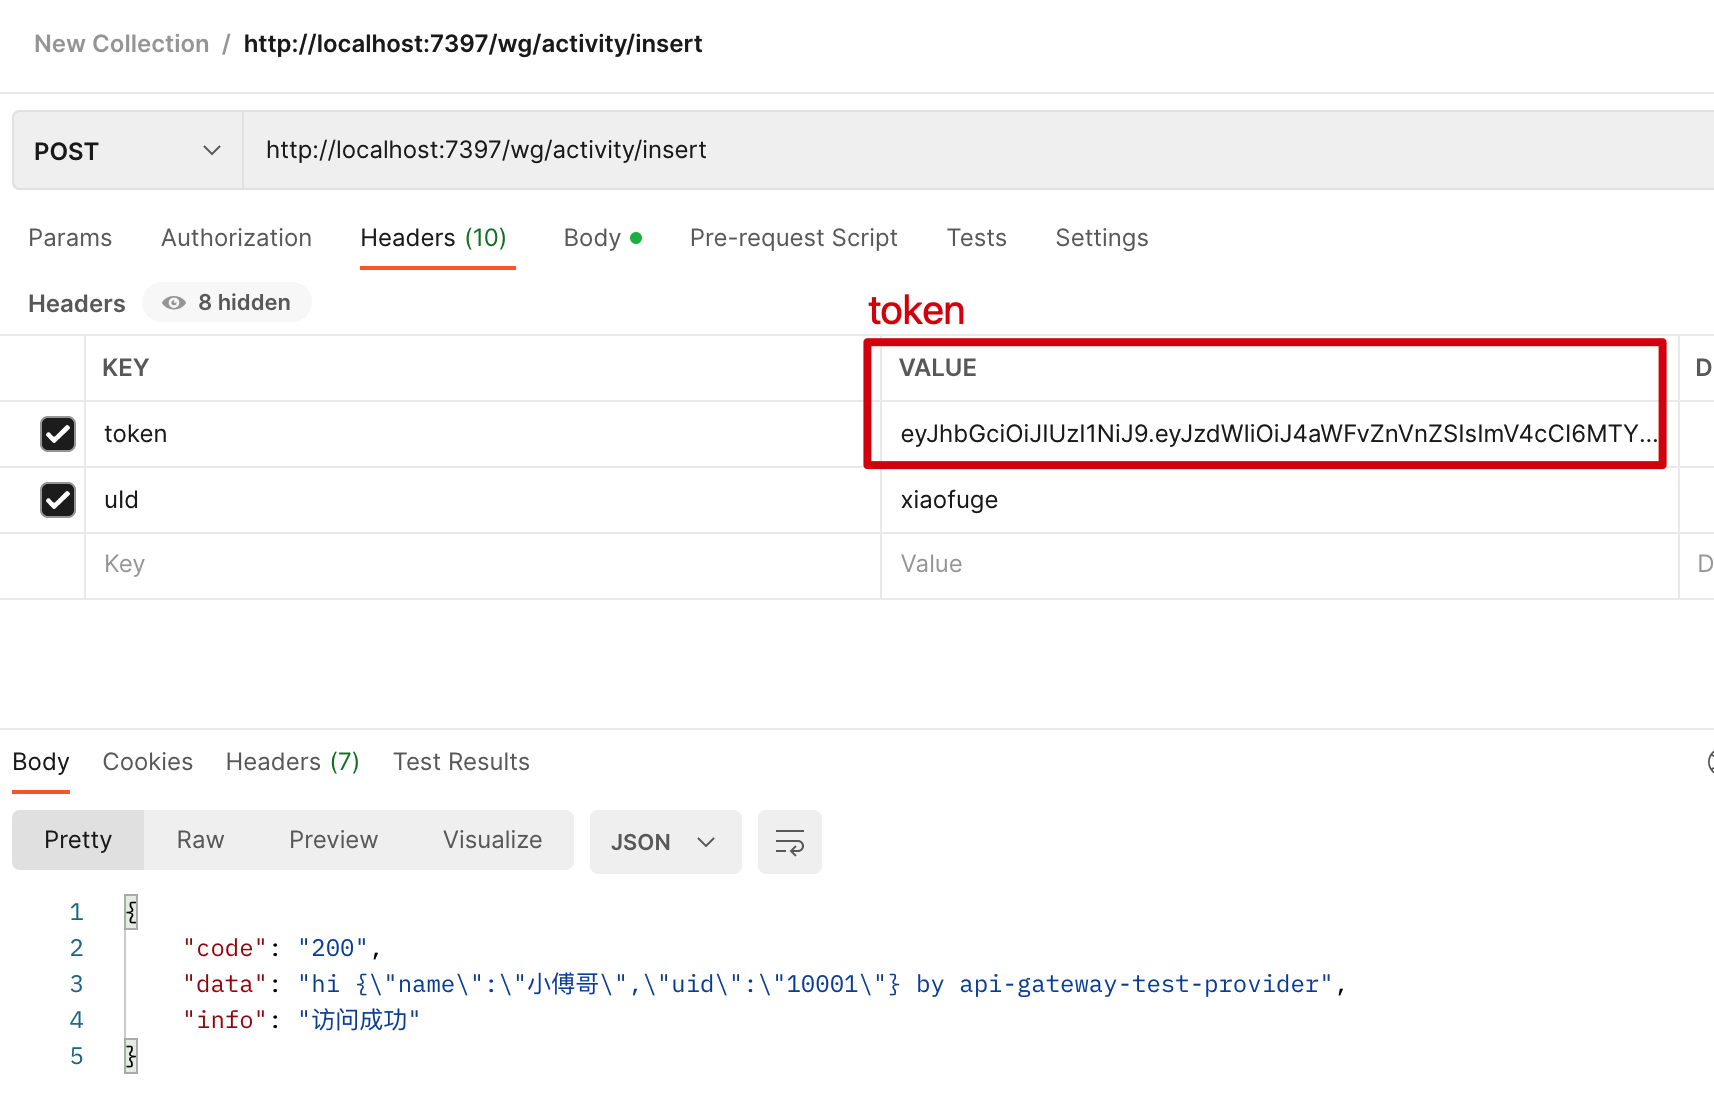 New Collection / http://localhost:7397/wg/activity/insert
POST http://localhost:7397/wg/activity/insert
Params Authorization Headers (10) Body Pre-request Script Tests Settings
Headers 8 hidden
token
KEY VALUE D
token eyJhbGciOiJIUzI1NiJ9.eyJzdWIiOiJ4aWFvZnVnZSIsImV4cCI6MTY...
uId xiaofuge
Key Value D
Body Cookies Headers (7) Test Results
Pretty Raw Preview Visualize JSON
1 {
2 "code": "200",
3 "data": "hi {\"name\":\"小傅哥\",\"uid\":\"10001\"} by api-gateway-test-provider",
4 "info": "访问成功"
5 }